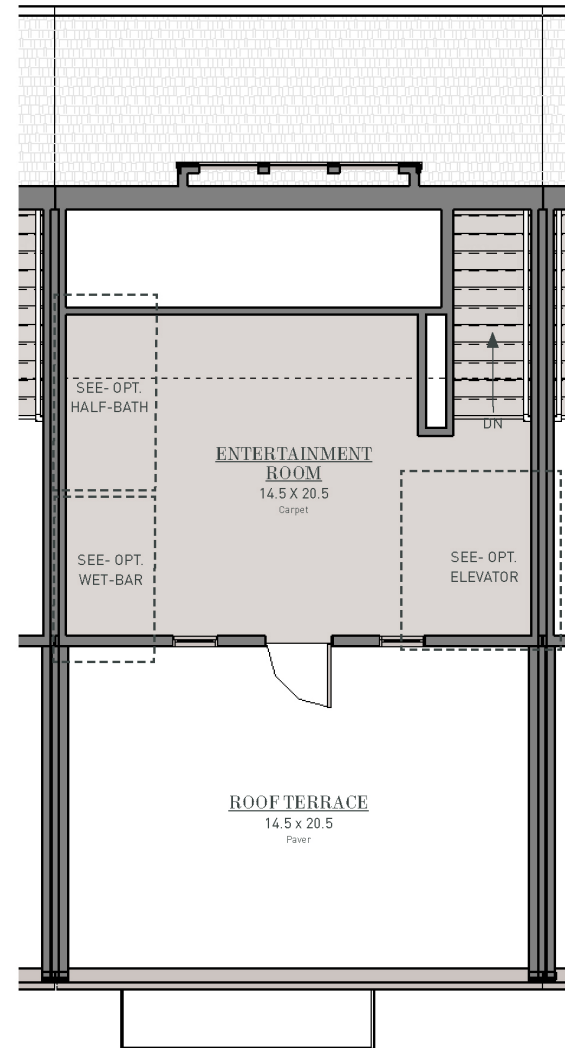 SEE- OPT.
HALF-BATH
DN
ENTERTAINMENT
ROOM
14.5 X 20.5
Carpet
SEE- OPT.
WET-BAR
SEE- OPT.
ELEVATOR
ROOF TERRACE
14.5 x 20.5
Paver